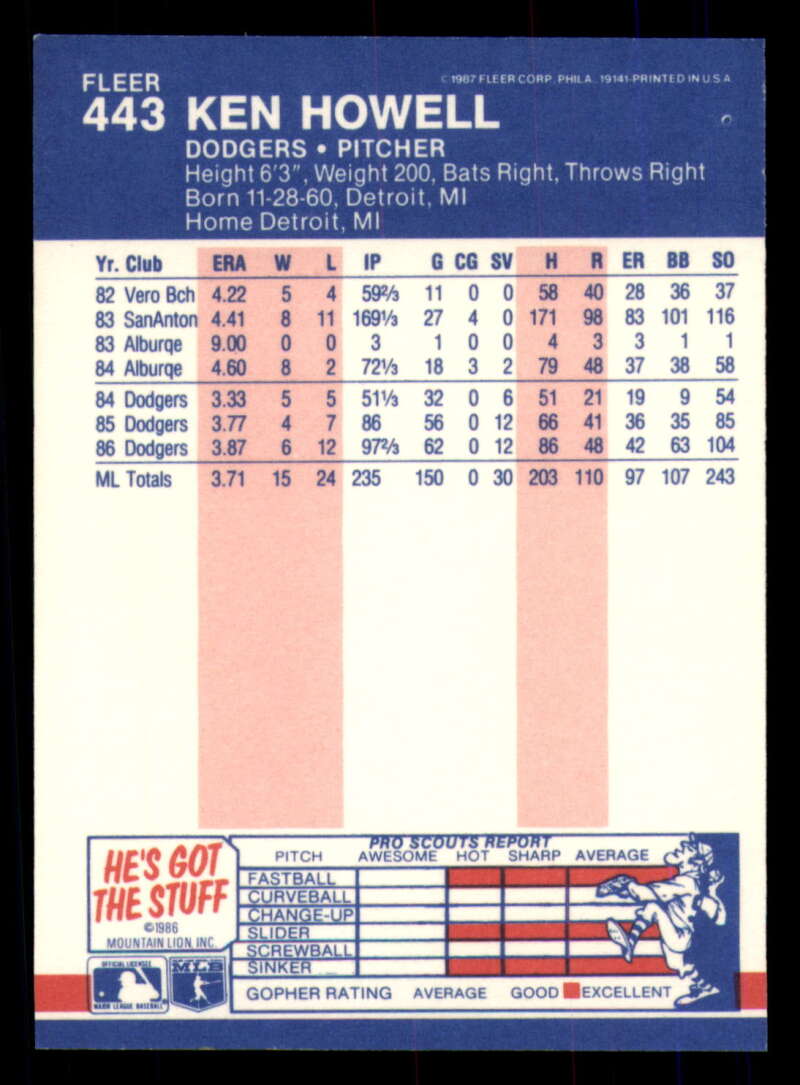 FLEER
© 1987 FLEER CORP. PHILA. 19141-PRINTED IN U.S.A
443 KEN HOWELL
DODGERS • PITCHER
Height 6'3", Weight 200, Bats Right, Throws Right
Born 11-28-60, Detroit, MI
Home Detroit, MI
Yr. Club ERA W L IP G CG SV H R ER BB SO
82 Vero Bch 4.22 5 4 59⅔ 11 0 0 58 40 28 36 37
83 SanAnton 4.41 8 11 169⅓ 27 4 0 171 98 83 101 116
83 Alburqe 9.00 0 0 3 1 0 0 4 3 3 1 1
84 Alburqe 4.60 8 2 72⅓ 18 3 2 79 48 37 38 58
84 Dodgers 3.33 5 5 51⅓ 32 0 6 51 21 19 9 54
85 Dodgers 3.77 4 7 86 56 0 12 66 41 36 35 85
86 Dodgers 3.87 6 12 97⅔ 62 0 12 86 48 42 63 104
ML Totals 3.71 15 24 235 150 0 30 203 110 97 107 243
HE'S GOT
THE STUFF
©1986
MOUNTAIN LION, INC.
PRO SCOUTS REPORT
PITCH AWESOME HOT SHARP AVERAGE
FASTBALL
CURVEBALL
CHANGE-UP
SLIDER
SCREWBALL
SINKER
GOPHER RATING AVERAGE GOOD EXCELLENT
OFFICIAL LICENSEE
MAJOR LEAGUE BASEBALL
MLB